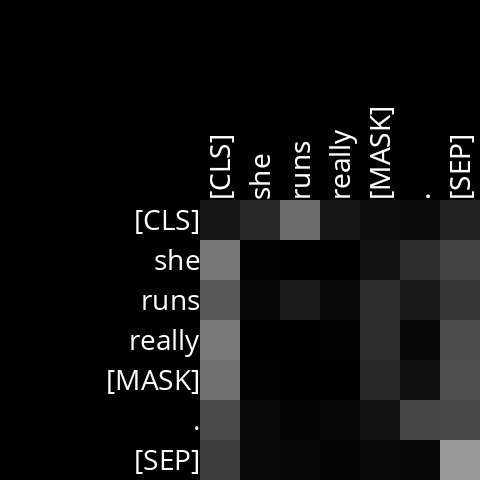 [CLS] she runs really [MASK] . [SEP]
[CLS]
she
runs
really
[MASK]
.
[SEP]